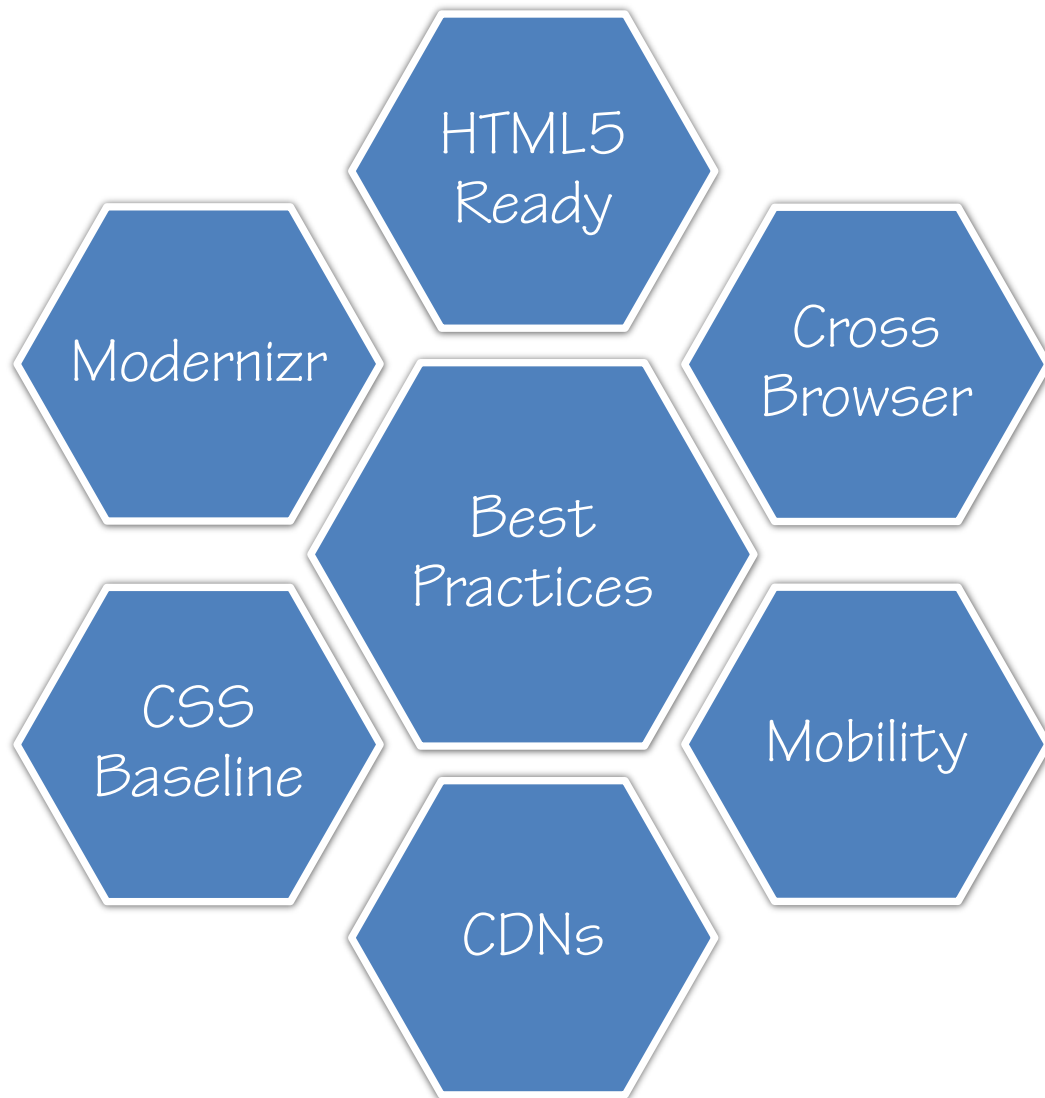 HTML5
Ready
Modernizr
Cross
Browser
Best
Practices
CSS
Baseline
Mobility
CDNs